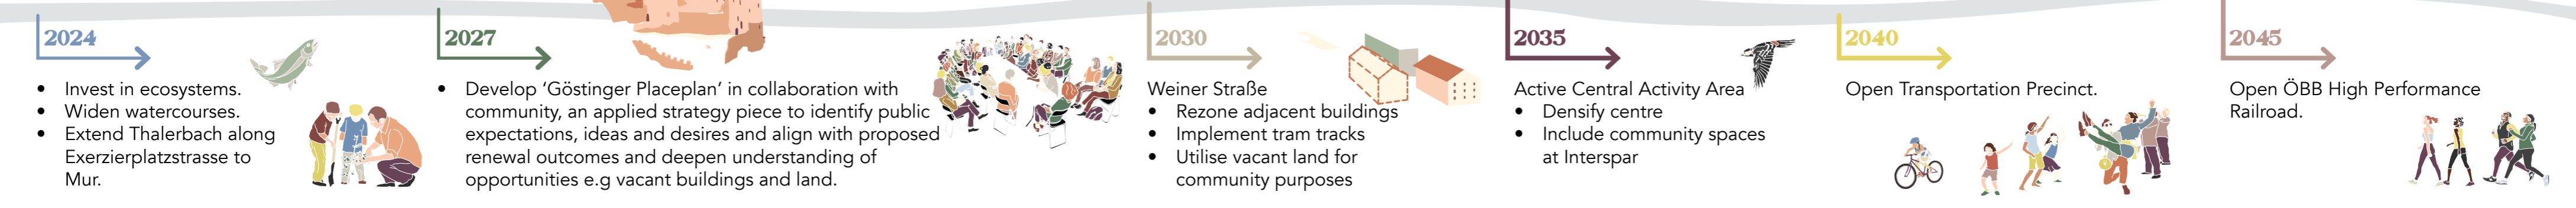 2024
• Invest in ecosystems.
• Widen watercourses.
• Extend Thalerbach along
Exerzierplatzstrasse to
Mur.
2027
• Develop ‘Göstinger Placeplan’ in collaboration with
community, an applied strategy piece to identify public
expectations, ideas and desires and align with proposed
renewal outcomes and deepen understanding of
opportunities e.g vacant buildings and land.
2030
Weiner Straße
• Rezone adjacent buildings
• Implement tram tracks
• Utilise vacant land for
community purposes
2035
Active Central Activity Area
• Densify centre
• Include community spaces
at Interspar
2040
Open Transportation Precinct.
2045
Open ÖBB High Performance
Railroad.